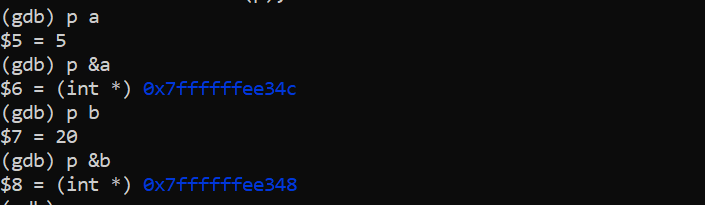 (gdb) p a
$5 = 5
(gdb) p &a
$6 = (int *) 0x7ffffffee34c
(gdb) p b
$7 = 20
(gdb) p &b
$8 = (int *) 0x7ffffffee348